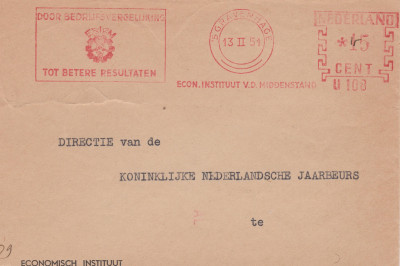 DOOR BEDRIJFSVERGELIJKING
TOT BETERE RESULTATEN
'S-GRAVENHAGE
13 II 51
ECON. INSTITUUT V.D. MIDDENSTAND
NEDERLAND
15
CENT
U 108
DIRECTIE van de
KONINKLIJKE NEDERLANDSCHE JAARBEURS
te
ECONOMISCH INSTITUUT